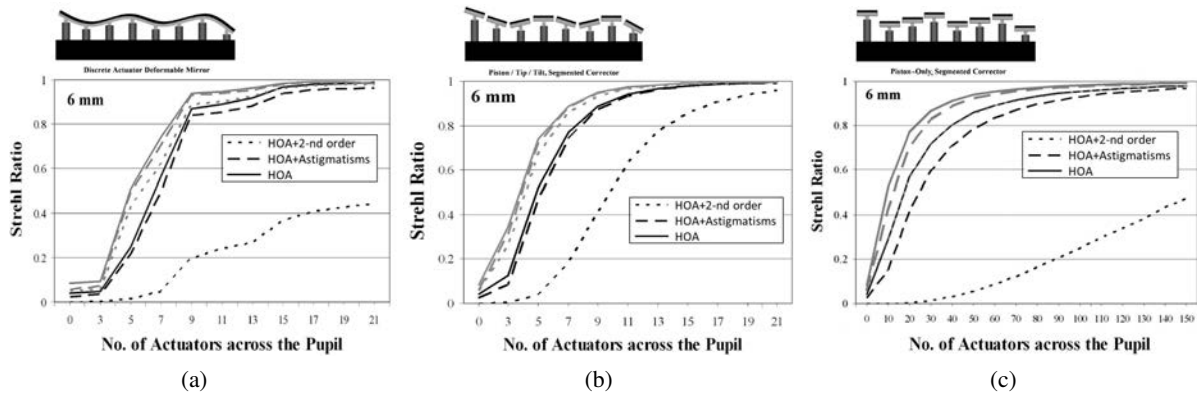 Discrete Actuator Deformable Mirror
1
0.8
0.6
0.4
0.2
0
Strehl Ratio
6 mm
HOA+2-nd order
HOA+Astigmatisms
HOA
0 3 5 7 9 11 13 15 17 19 21
No. of Actuators across the Pupil
(a)
Piston / Tip / Tilt, Segmented Corrector
1
0.8
0.6
0.4
0.2
0
Strehl Ratio
6 mm
HOA+2-nd order
HOA+Astigmatisms
HOA
0 3 5 7 9 11 13 15 17 19 21
No. of Actuators across the Pupil
(b)
Piston -Only, Segmented Corrector
1
0.8
0.6
0.4
0.2
0
Strehl Ratio
6 mm
HOA+2-nd order
HOA+Astigmatisms
HOA
0 10 20 30 40 50 60 70 80 90 100 110 120 130 140 150
No. of Actuators across the Pupil
(c)